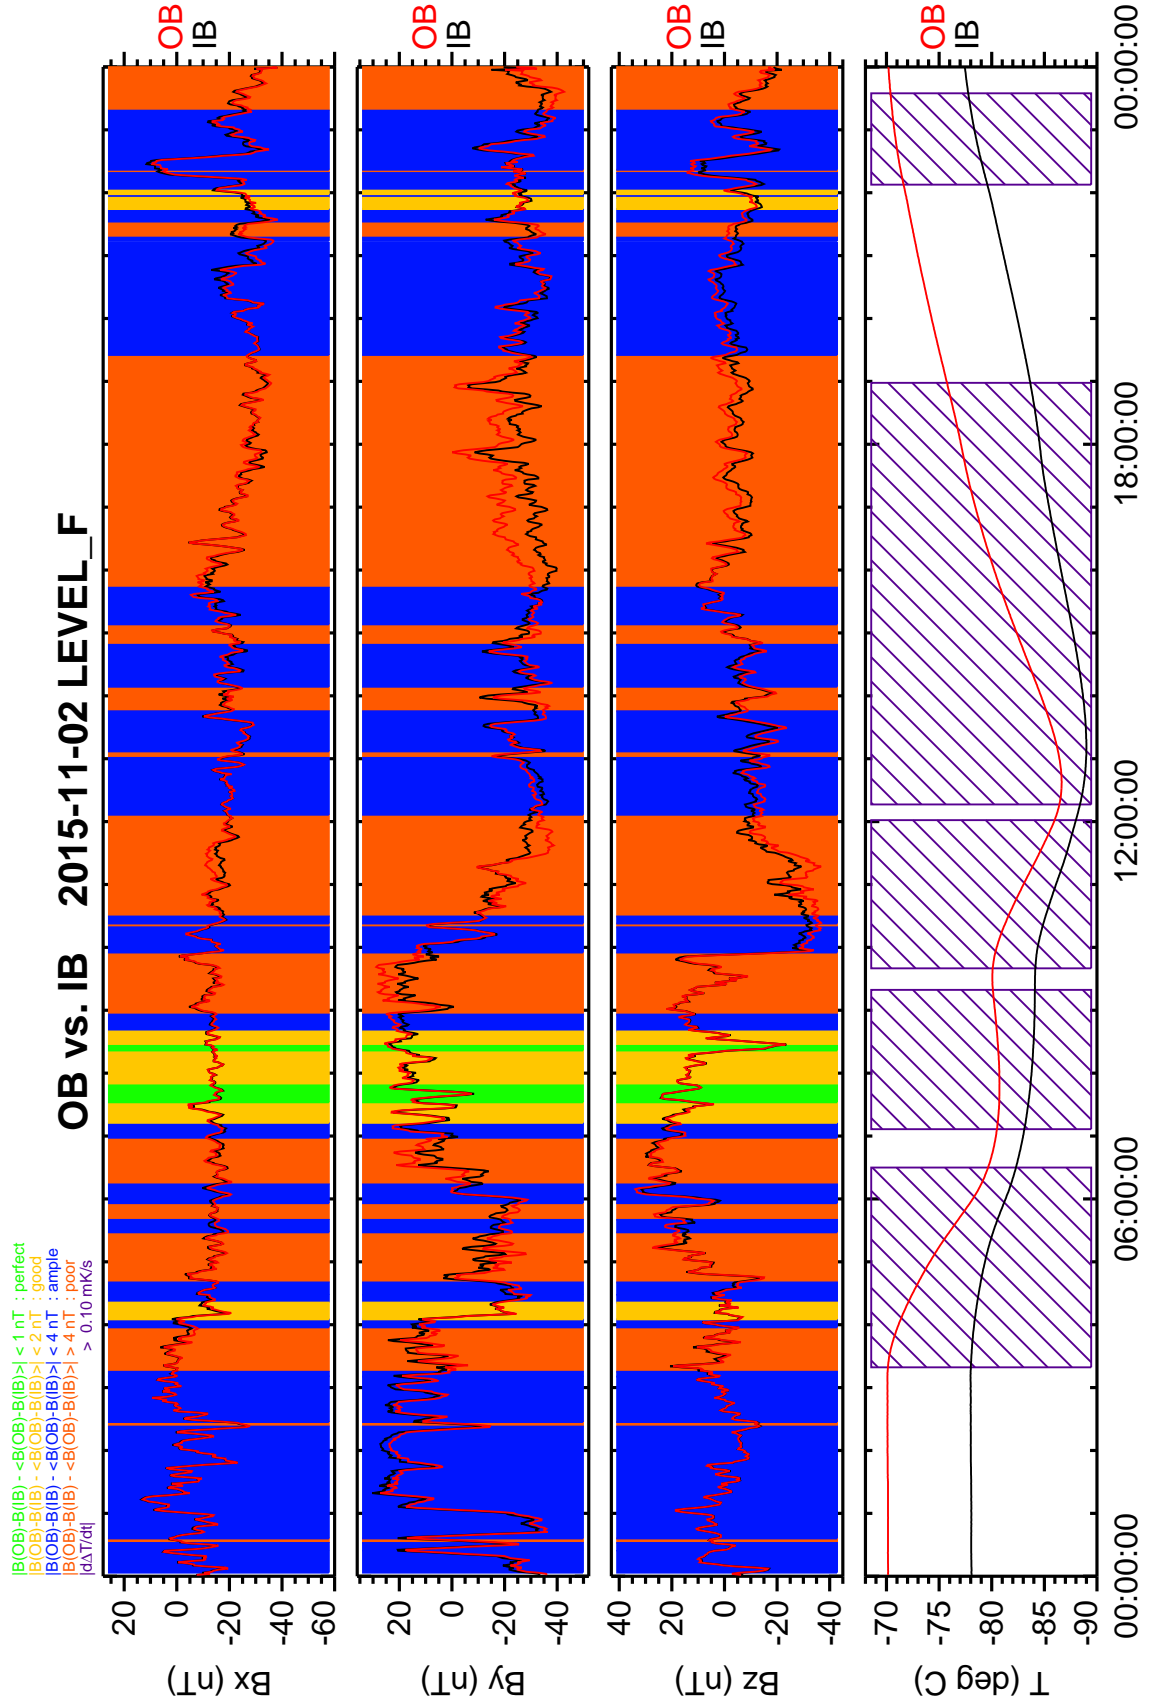 OB vs. IB 2015-11-02 LEVEL_F
|B(OB)-B(IB) - <B(OB)-B(IB)>| < 1 nT : perfect
|B(OB)-B(IB) - <B(OB)-B(IB)>| < 2 nT : good
|B(OB)-B(IB) - <B(OB)-B(IB)>| < 4 nT : ample
|B(OB)-B(IB) - <B(OB)-B(IB)>| > 4 nT : poor
|dΔT/dt| > 0.10 mK/s
Bx (nT)
20
0
-20
-40
-60
OB
IB
By (nT)
20
0
-20
-40
OB
IB
Bz (nT)
40
20
0
-20
-40
OB
IB
T (deg C)
-70
-75
-80
-85
-90
OB
IB
00:00:00 06:00:00 12:00:00 18:00:00 00:00:00